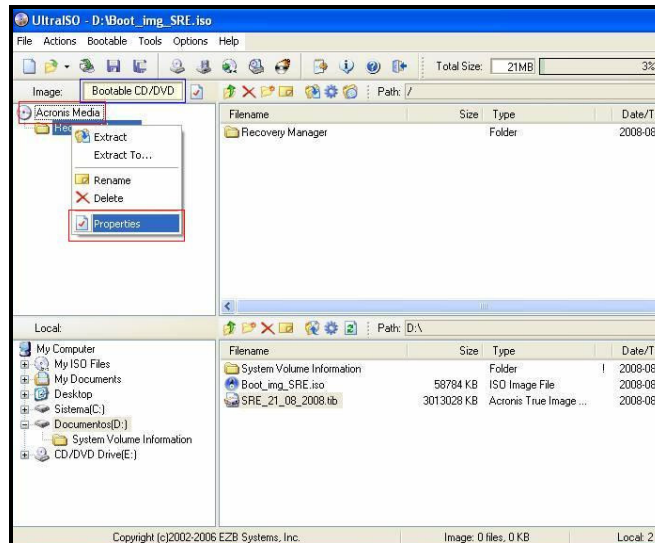 UltraISO - D:\Boot_img_SRE.iso
File Actions Bootable Tools Options Help
Total Size: 21MB 3%
Image: Bootable CD/DVD Path: /
Acronis Media
Rec
Extract
Extract To...
Rename
Delete
Properties
Filename Size Type Date/T
Recovery Manager Folder 2008-08
Local: Path: D:\
My Computer
My ISO Files
My Documents
Desktop
Sistema(C:)
Documentos(D:)
System Volume Information
CD/DVD Drive(E:)
Filename Size Type Date/T
System Volume Information Folder 2008-08
Boot_img_SRE.iso 58784 KB ISO Image File 2008-08
SRE_21_08_2008.tib 3013028 KB Acronis True Image ... 2008-08
Copyright (c)2002-2006 EZB Systems, Inc. Image: 0 files, 0 KB Local: 2